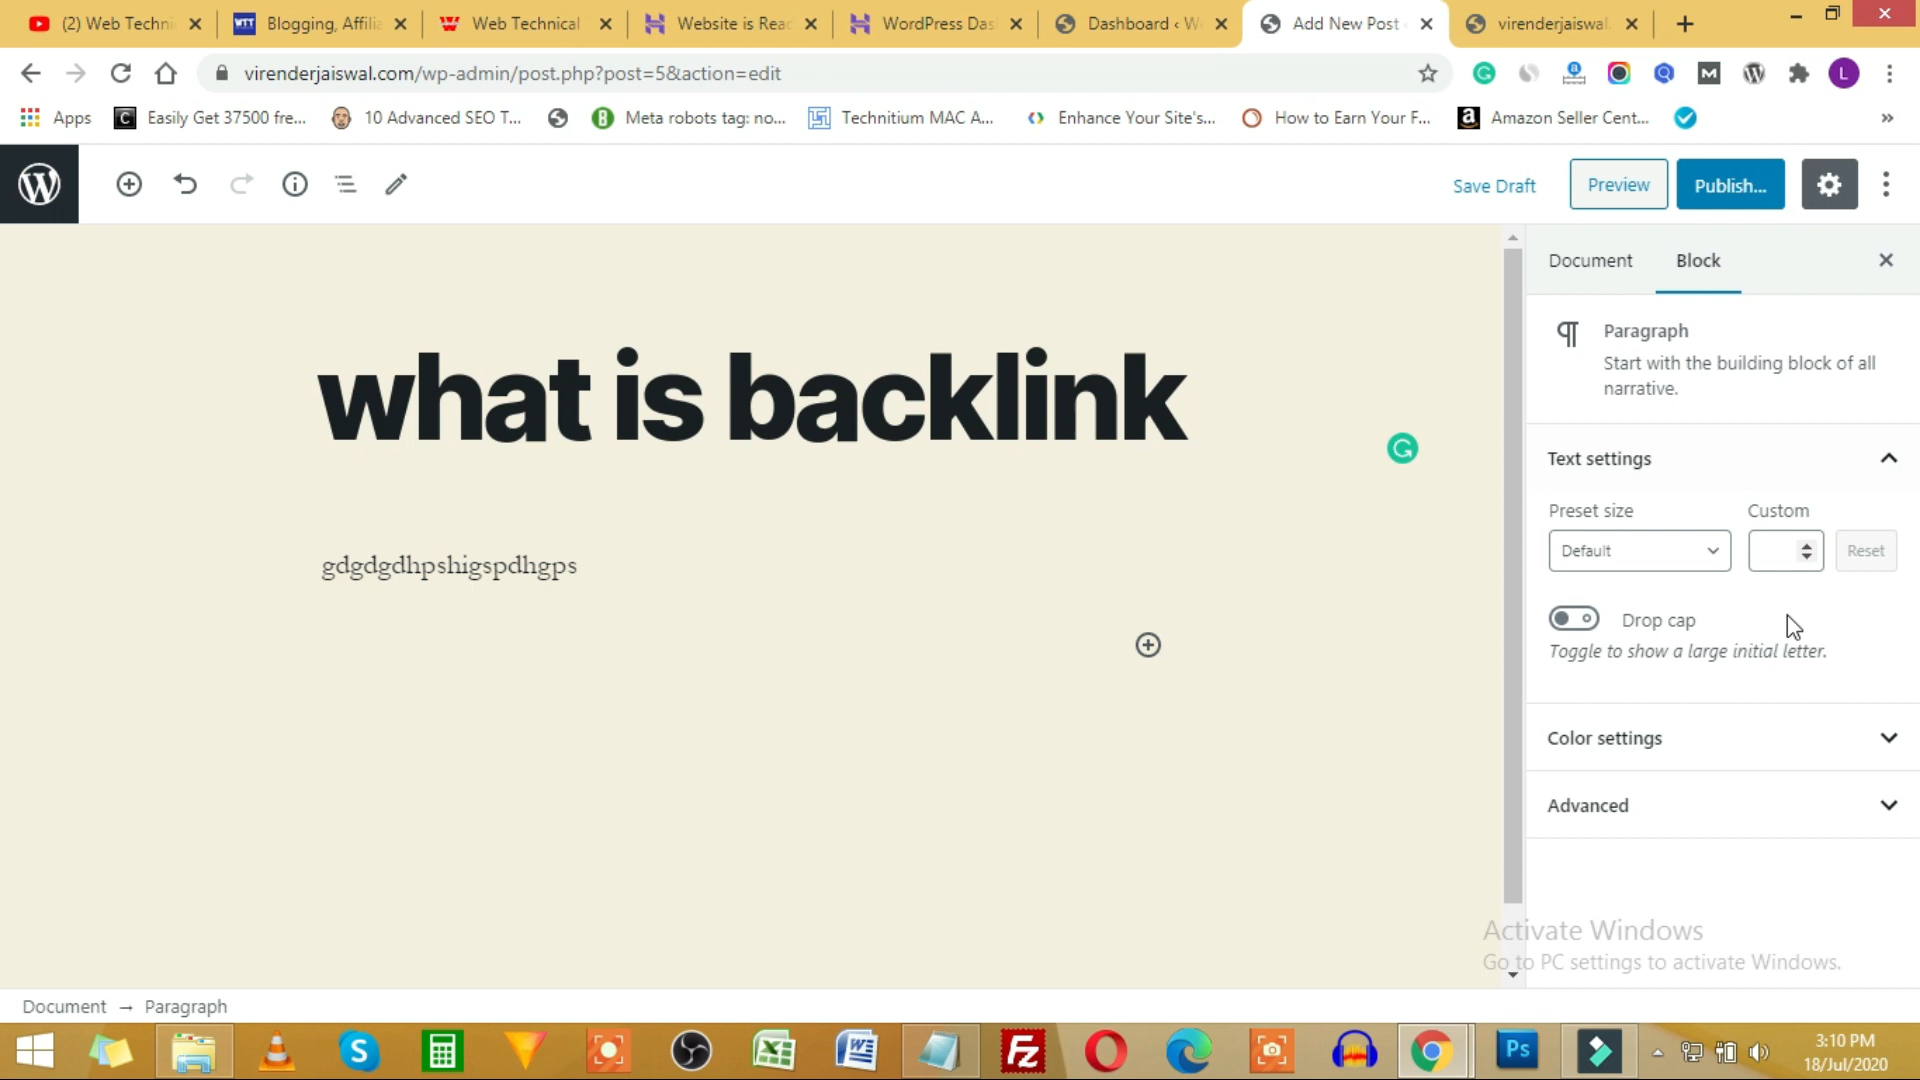 (2) Web Techni
Blogging, Affilia
Web Technical
Website is Read
WordPress Das
Dashboard ‹ W
Add New Post ‹
virenderjaiswal.
virenderjaiswal.com/wp-admin/post.php?post=5&action=edit
Apps
Easily Get 37500 fre...
10 Advanced SEO T...
Meta robots tag: no...
Technitium MAC A...
Enhance Your Site's...
How to Earn Your F...
Amazon Seller Cent...
»
Save Draft
Preview
Publish...
Document
Block
what is backlink
gdgdgdhpshigspdhgps
Paragraph
Start with the building block of all
narrative.
Text settings
Preset size
Custom
Default
Reset
Drop cap
Toggle to show a large initial letter.
Color settings
Advanced
Activate Windows
Go to PC settings to activate Windows.
Document → Paragraph
3:10 PM
18/Jul/2020